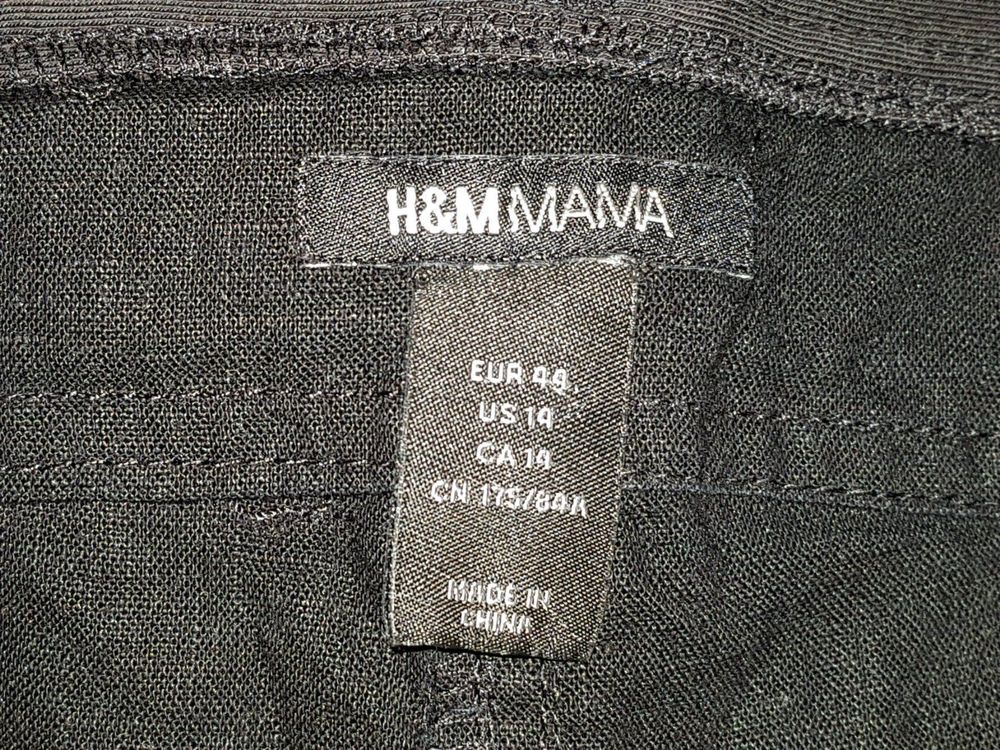 H&M MAMA
EUR 44
US 14
CA 14
CN 175/84A
MADE IN
CHINA